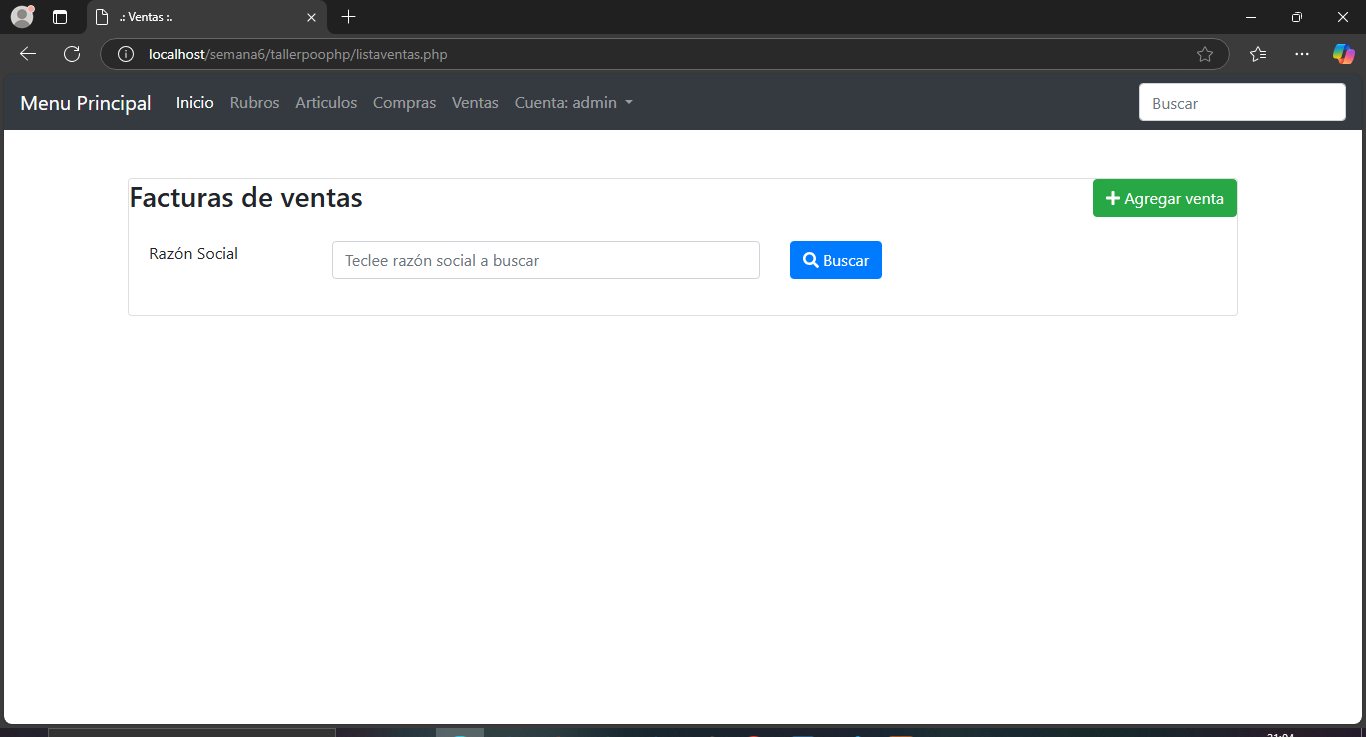 .: Ventas :.
localhost/semana6/tallerpoophp/listaventas.php
Menu Principal Inicio Rubros Articulos Compras Ventas Cuenta: admin Buscar
Facturas de ventas Agregar venta
Razón Social Teclee razón social a buscar Buscar